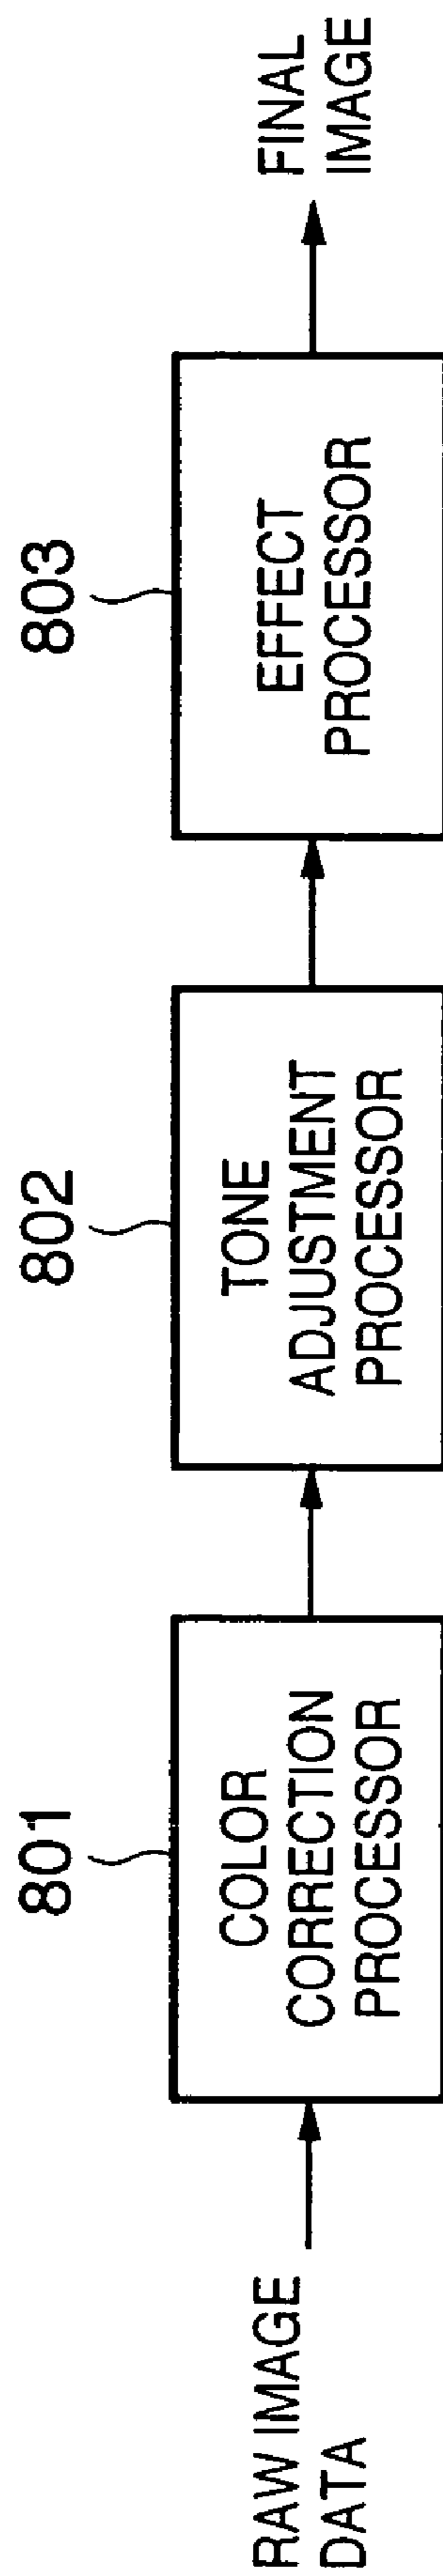 801
802
803
RAW IMAGE
DATA
COLOR
CORRECTION
PROCESSOR
TONE
ADJUSTMENT
PROCESSOR
EFFECT
PROCESSOR
FINAL
IMAGE